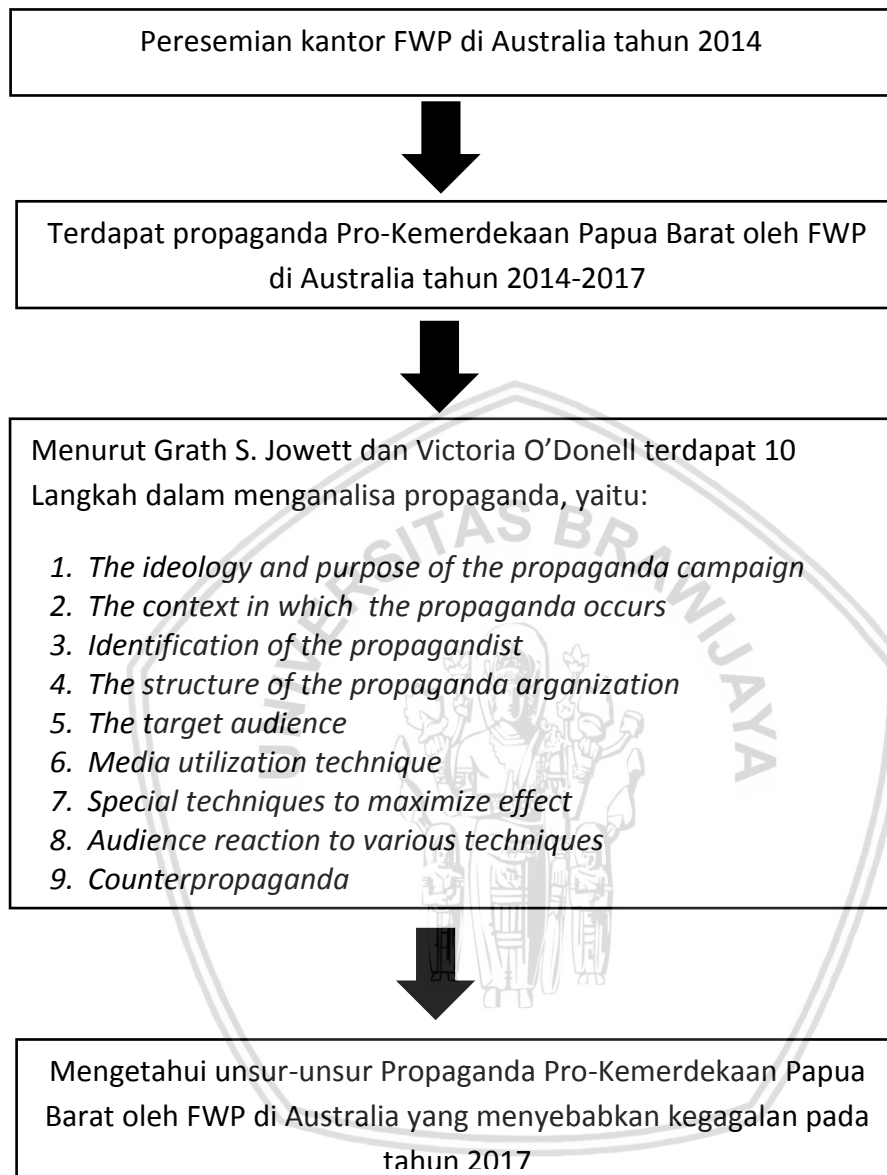 Peresemian kantor FWP di Australia tahun 2014
Terdapat propaganda Pro-Kemerdekaan Papua Barat oleh FWP
di Australia tahun 2014-2017
Menurut Grath S. Jowett dan Victoria O’Donell terdapat 10
Langkah dalam menganalisa propaganda, yaitu:
1. The ideology and purpose of the propaganda campaign
2. The context in which the propaganda occurs
3. Identification of the propagandist
4. The structure of the propaganda arganization
5. The target audience
6. Media utilization technique
7. Special techniques to maximize effect
8. Audience reaction to various techniques
9. Counterpropaganda
UNIVERSITAS BRAWIJAYA
Mengetahui unsur-unsur Propaganda Pro-Kemerdekaan Papua
Barat oleh FWP di Australia yang menyebabkan kegagalan pada
tahun 2017